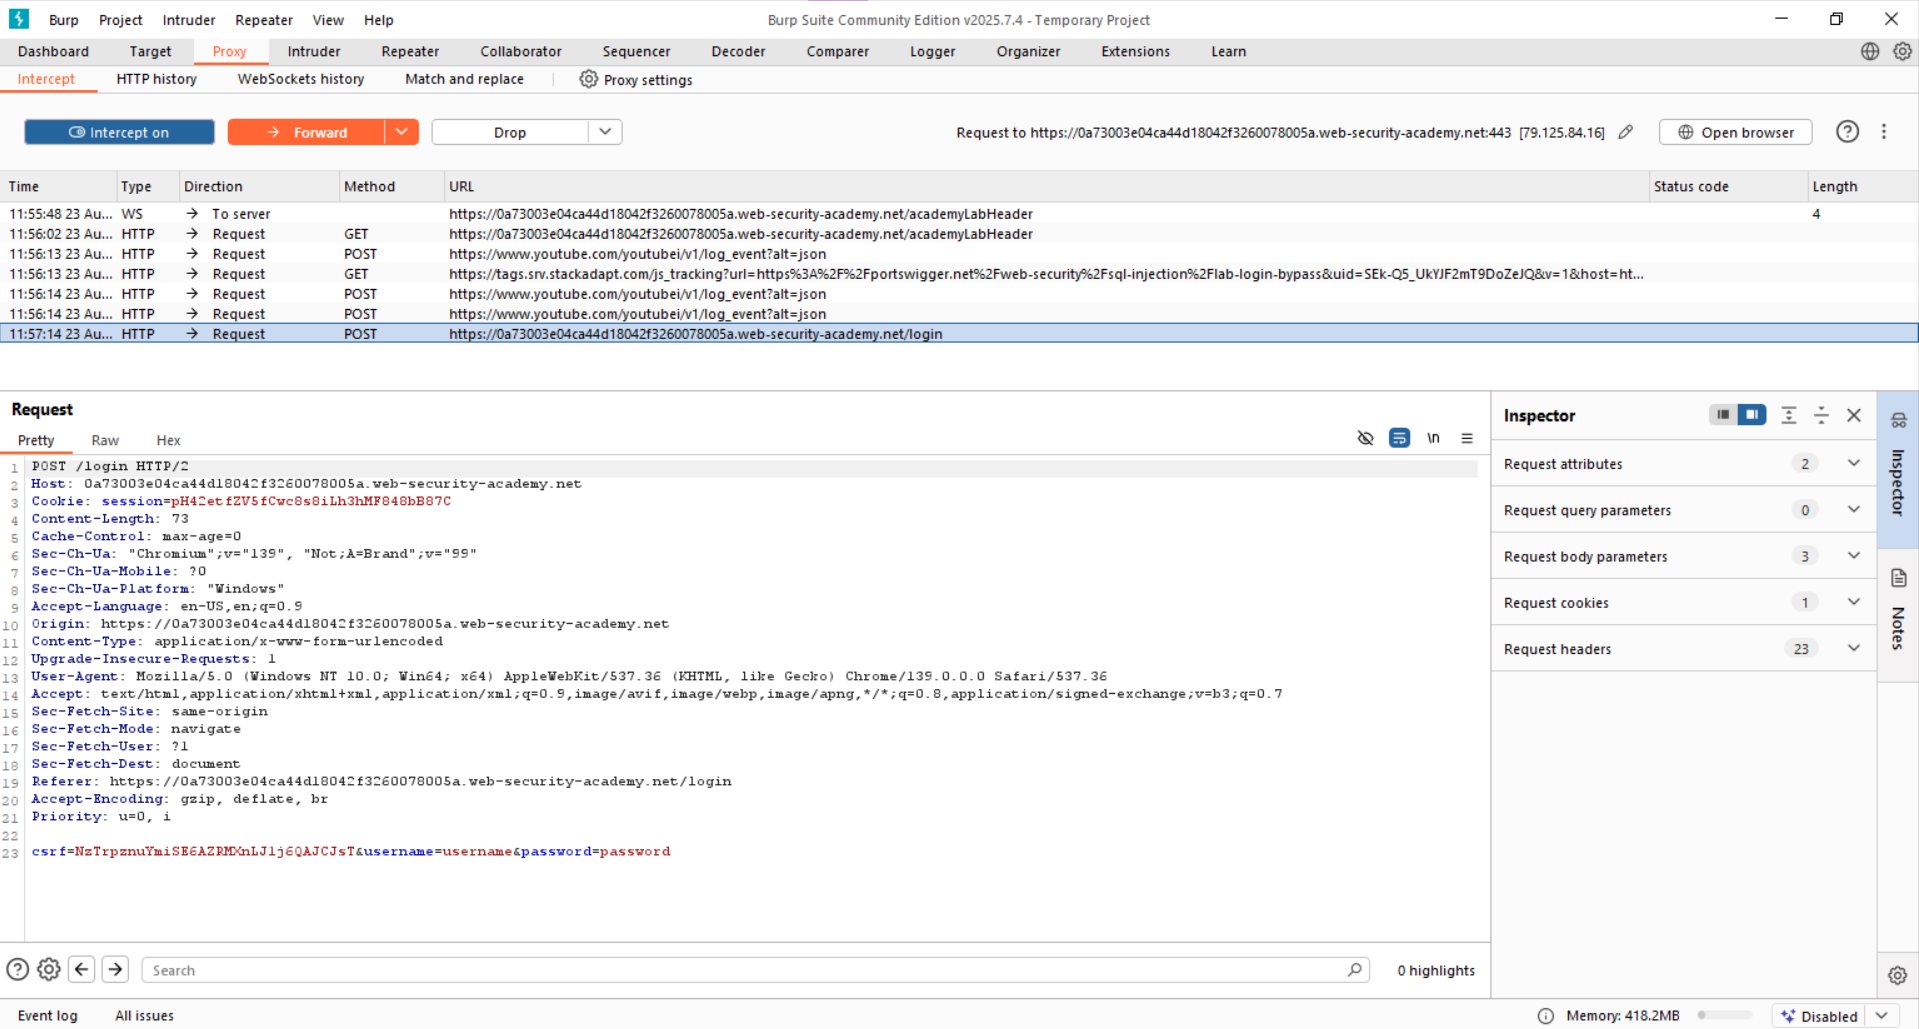 Burp Project Intruder Repeater View Help Burp Suite Community Edition v2025.7.4 - Temporary Project
Dashboard Target Proxy Intruder Repeater Collaborator Sequencer Decoder Comparer Logger Organizer Extensions Learn
Intercept HTTP history WebSockets history Match and replace Proxy settings
Intercept on Forward Drop Request to https://0a73003e04ca44d18042f3260078005a.web-security-academy.net:443 [79.125.84.16] Open browser
Time Type Direction Method URL Status code Length
11:55:48 23 Au... WS To server https://0a73003e04ca44d18042f3260078005a.web-security-academy.net/academyLabHeader 4
11:56:02 23 Au... HTTP Request GET https://0a73003e04ca44d18042f3260078005a.web-security-academy.net/academyLabHeader
11:56:13 23 Au... HTTP Request POST https://www.youtube.com/youtubei/v1/log_event?alt=json
11:56:13 23 Au... HTTP Request GET https://tags.srv.stackadapt.com/js_tracking?url=https%3A%2F%2Fportswigger.net%2Fweb-security%2Fsql-injection%2Flab-login-bypass&uid=SEk-Q5_UkYJF2mT9DoZeJQ&v=1&host=ht...
11:56:14 23 Au... HTTP Request POST https://www.youtube.com/youtubei/v1/log_event?alt=json
11:56:14 23 Au... HTTP Request POST https://www.youtube.com/youtubei/v1/log_event?alt=json
11:57:14 23 Au... HTTP Request POST https://0a73003e04ca44d18042f3260078005a.web-security-academy.net/login
Request
Pretty Raw Hex \n
1 POST /login HTTP/2
2 Host: 0a73003e04ca44d18042f3260078005a.web-security-academy.net
3 Cookie: session=pH42etfZV5fCwc8s8iLh3hMF848bB87C
4 Content-Length: 73
5 Cache-Control: max-age=0
6 Sec-Ch-Ua: "Chromium";v="139", "Not;A=Brand";v="99"
7 Sec-Ch-Ua-Mobile: ?0
8 Sec-Ch-Ua-Platform: "Windows"
9 Accept-Language: en-US,en;q=0.9
10 Origin: https://0a73003e04ca44d18042f3260078005a.web-security-academy.net
11 Content-Type: application/x-www-form-urlencoded
12 Upgrade-Insecure-Requests: 1
13 User-Agent: Mozilla/5.0 (Windows NT 10.0; Win64; x64) AppleWebKit/537.36 (KHTML, like Gecko) Chrome/139.0.0.0 Safari/537.36
14 Accept: text/html,application/xhtml+xml,application/xml;q=0.9,image/avif,image/webp,image/apng,*/*;q=0.8,application/signed-exchange;v=b3;q=0.7
15 Sec-Fetch-Site: same-origin
16 Sec-Fetch-Mode: navigate
17 Sec-Fetch-User: ?1
18 Sec-Fetch-Dest: document
19 Referer: https://0a73003e04ca44d18042f3260078005a.web-security-academy.net/login
20 Accept-Encoding: gzip, deflate, br
21 Priority: u=0, i
22
23 csrf=NzTrpznuYmiSE6AZRMXnLJlj6QAJCJsT&username=username&password=password
Inspector
Request attributes 2
Request query parameters 0
Request body parameters 3
Request cookies 1
Request headers 23
Inspector
Notes
Search 0 highlights
Event log All issues Memory: 418.2MB Disabled